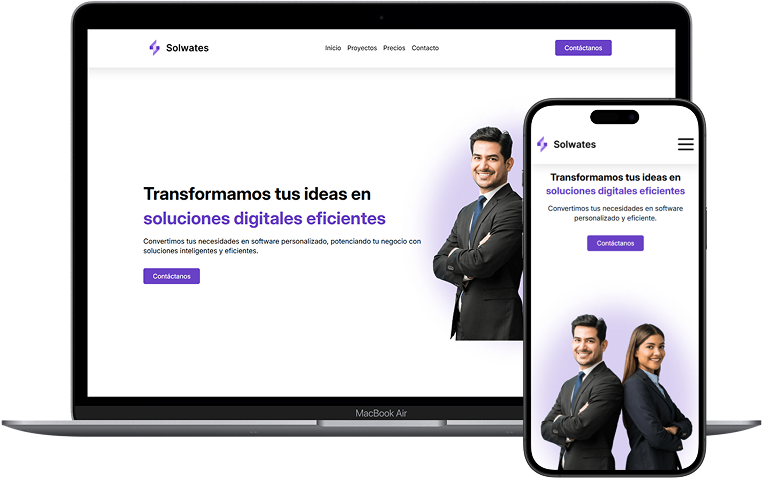 Solwates
Inicio Proyectos Precios Contacto
Contáctanos
Transformamos tus ideas en
soluciones digitales eficientes
Convertimos tus necesidades en software personalizado, potenciando tu negocio con
soluciones inteligentes y eficientes.
Contáctanos
MacBook Air
Solwates
Transformamos tus ideas en
soluciones digitales eficientes
Convertimos tus necesidades en software
personalizado y eficiente.
Contáctanos